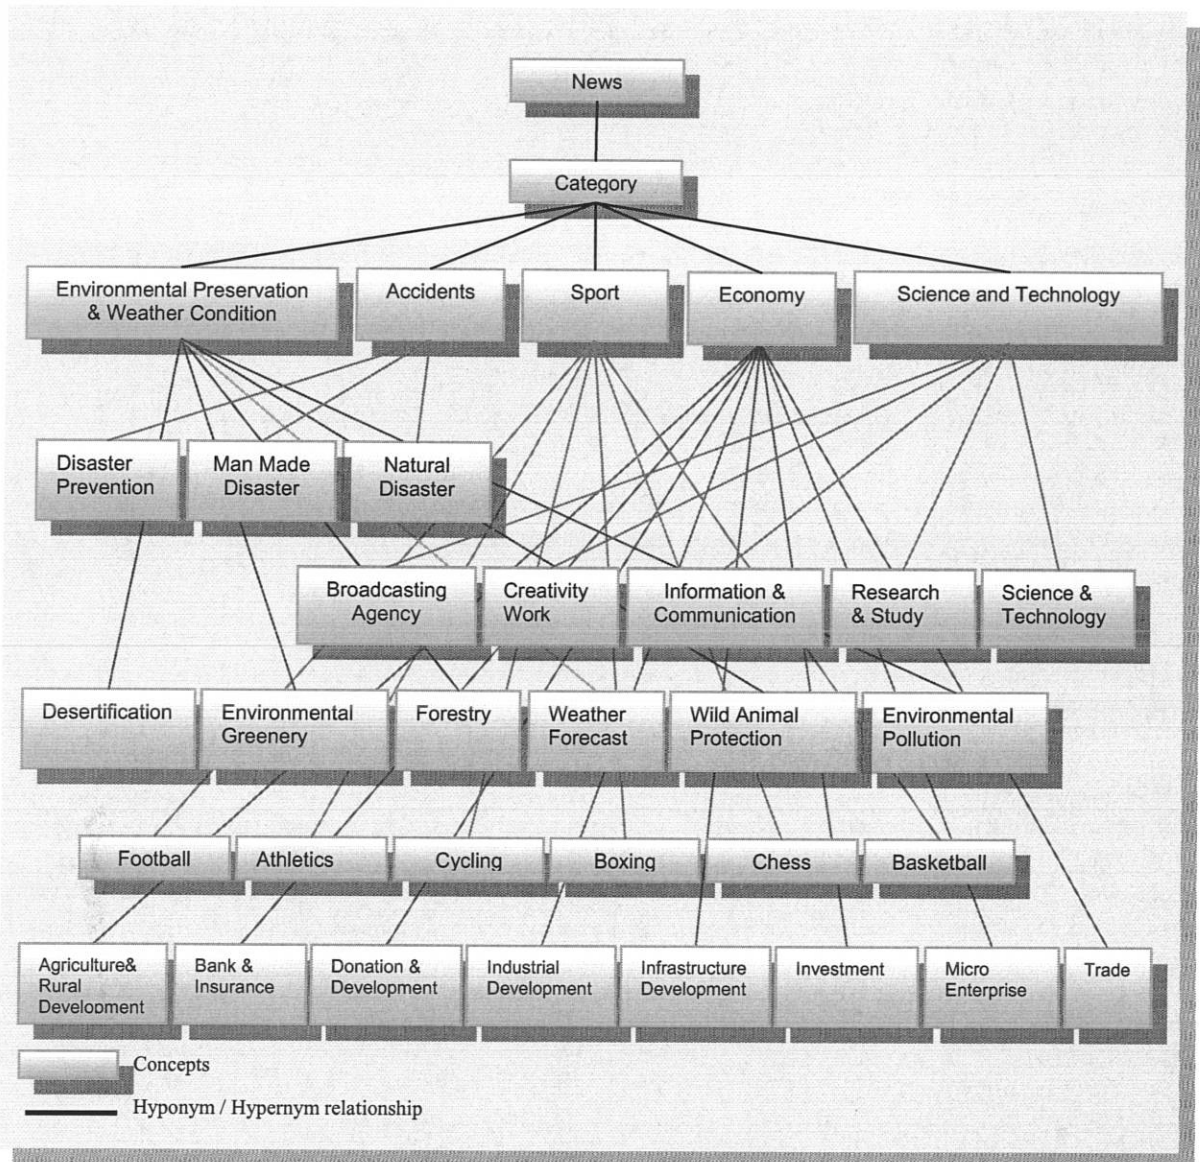 News
Category
Environmental Preservation
& Weather Condition
Accidents
Sport
Economy
Science and Technology
Disaster
Prevention
Man Made
Disaster
Natural
Disaster
Broadcasting
Agency
Creativity
Work
Information &
Communication
Research
& Study
Science &
Technology
Desertification
Environmental
Greenery
Forestry
Weather
Forecast
Wild Animal
Protection
Environmental
Pollution
Football
Athletics
Cycling
Boxing
Chess
Basketball
Agriculture&
Rural
Development
Bank &
Insurance
Donation &
Development
Industrial
Development
Infrastructure
Development
Investment
Micro
Enterprise
Trade
Concepts
Hyponym / Hypernym relationship